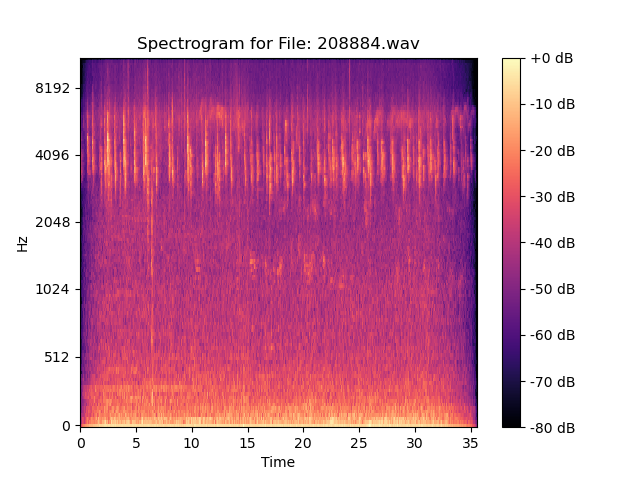 Spectrogram for File: 208884.wav
Hz
8192
4096
2048
1024
512
0
0 5 10 15 20 25 30 35
Time
+0 dB
-10 dB
-20 dB
-30 dB
-40 dB
-50 dB
-60 dB
-70 dB
-80 dB